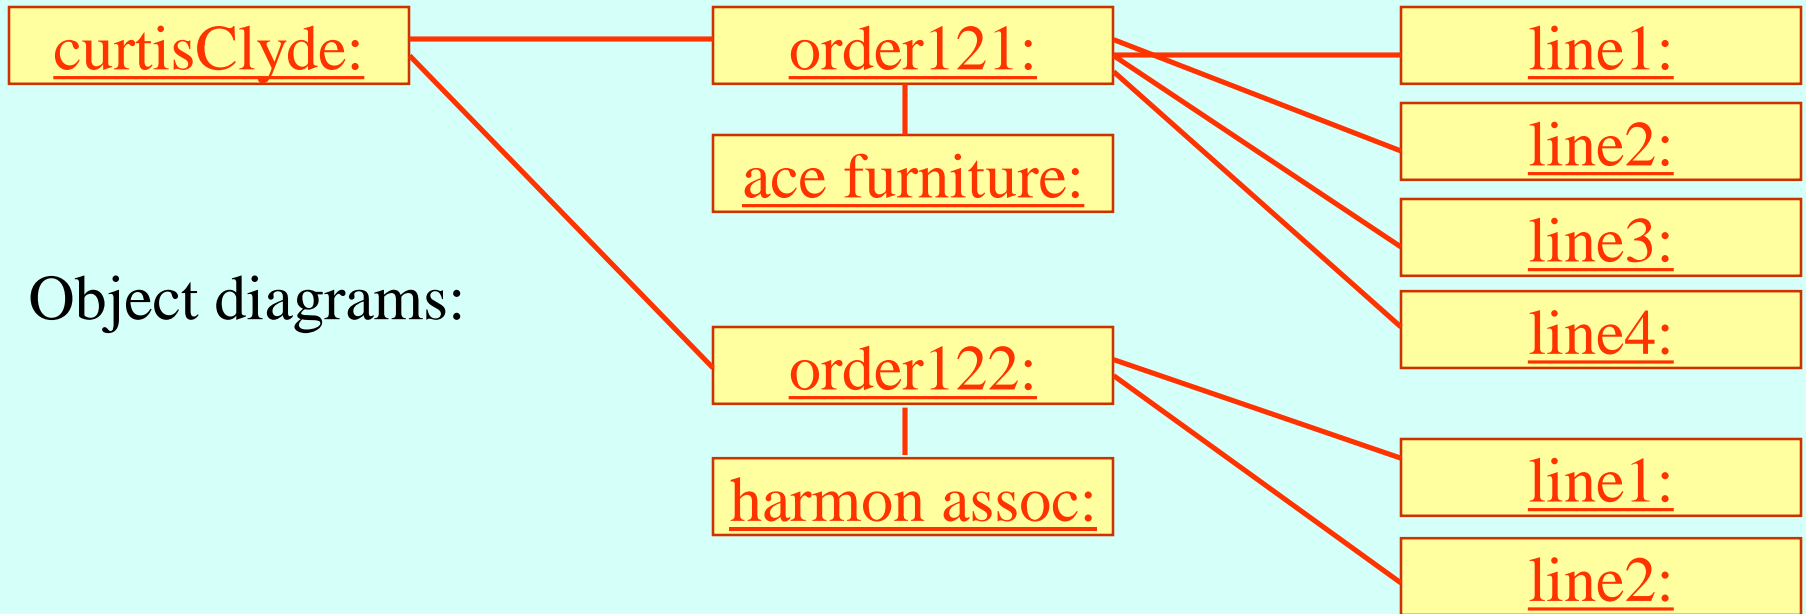 curtisClyde:
order121:
line1:
line2:
ace furniture:
line3:
Object diagrams:
line4:
order122:
line1:
harmon assoc:
line2: